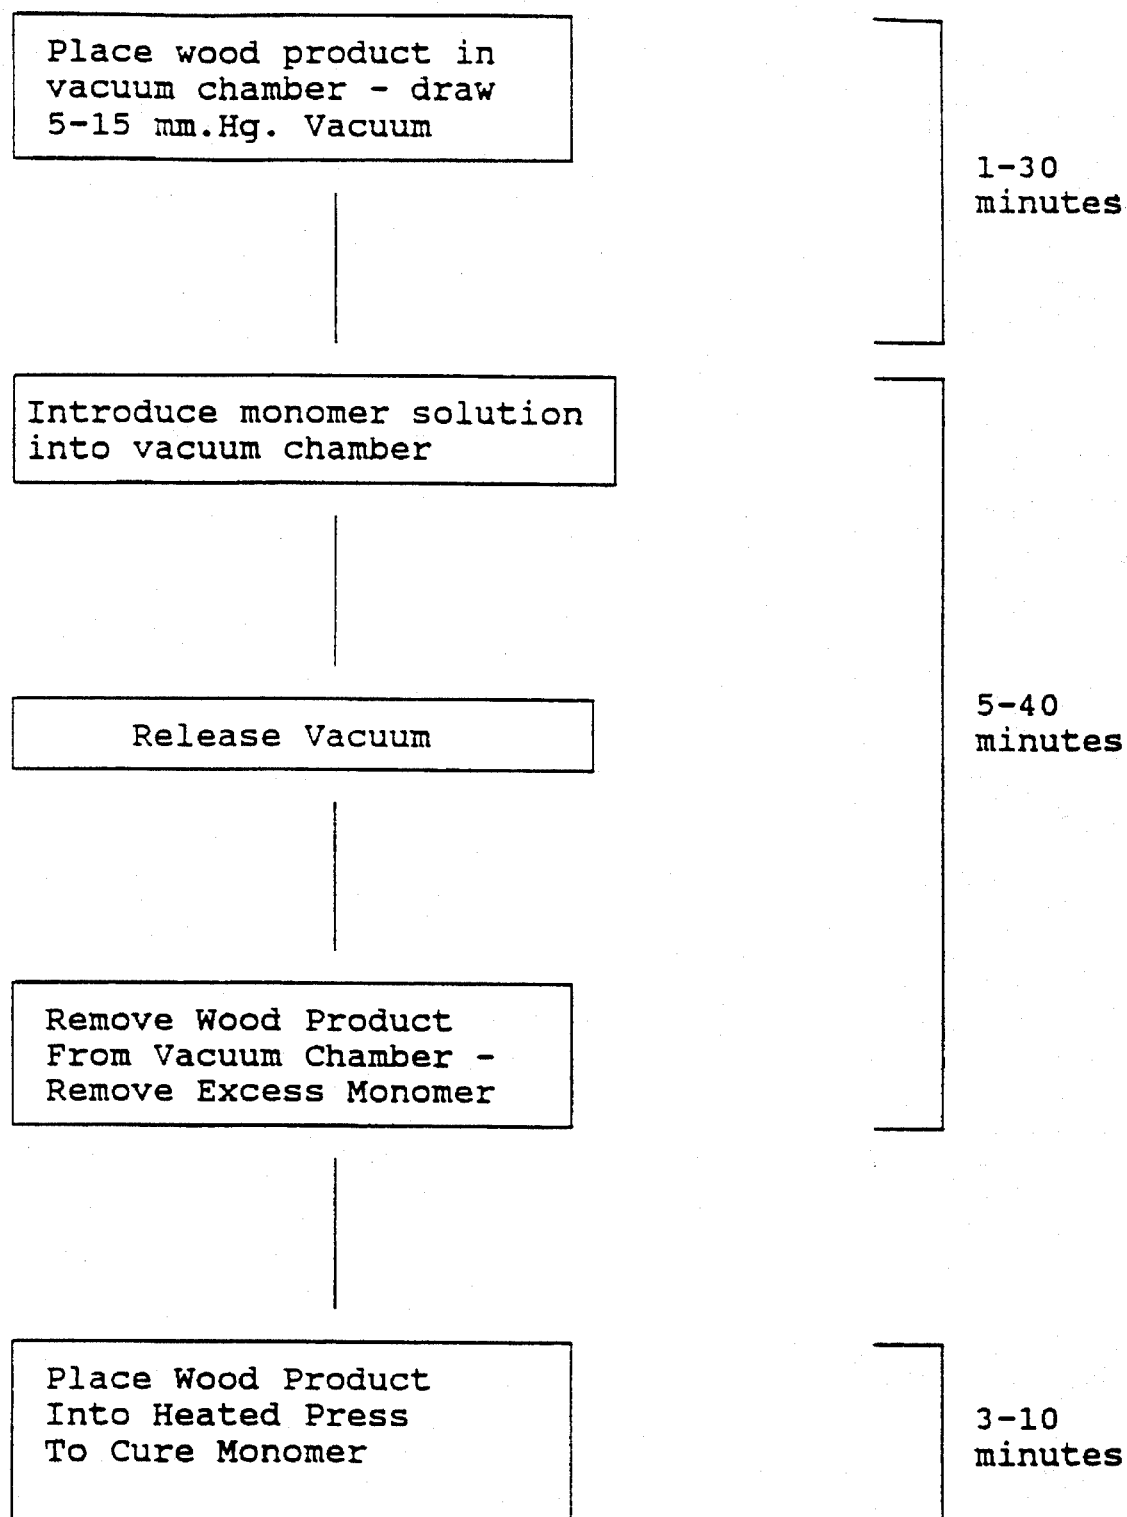 Place wood product in
vacuum chamber - draw
5-15 mm.Hg. Vacuum
1-30
minutes
Introduce monomer solution
into vacuum chamber
Release Vacuum
5-40
minutes
Remove Wood Product
From Vacuum Chamber -
Remove Excess Monomer
Place Wood Product
Into Heated Press
To Cure Monomer
3-10
minutes